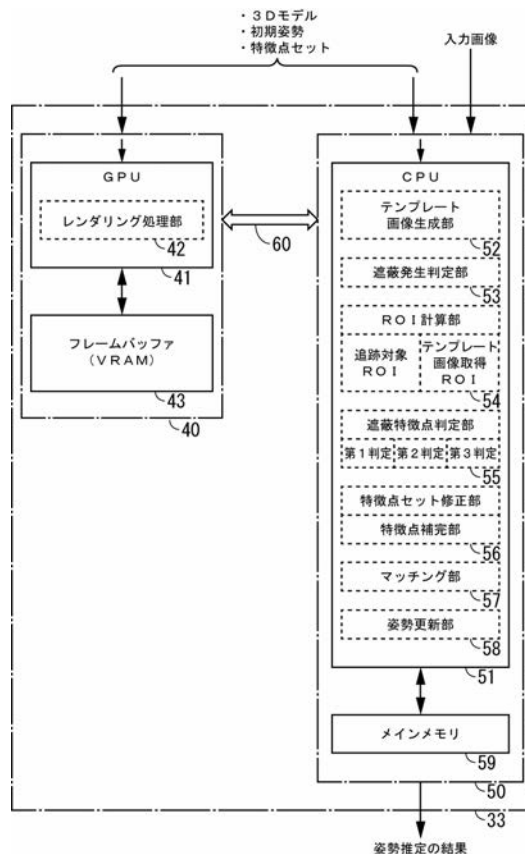 ・３Ｄモデル
・初期姿勢
・特徴点セット
入力画像
ＧＰＵ
レンダリング処理部
42
41
フレームバッファ
(ＶＲＡＭ)
43
40
60
ＣＰＵ
テンプレート
画像生成部
52
遮蔽発生判定部
53
ＲＯＩ計算部
追跡対象
ＲＯＩ
テンプレート
画像取得
ＲＯＩ
54
遮蔽特徴点判定部
第１判定
第２判定
第３判定
55
特徴点セット修正部
特徴点補完部
56
マッチング部
57
姿勢更新部
58
51
メインメモリ
59
50
33
姿勢推定の結果